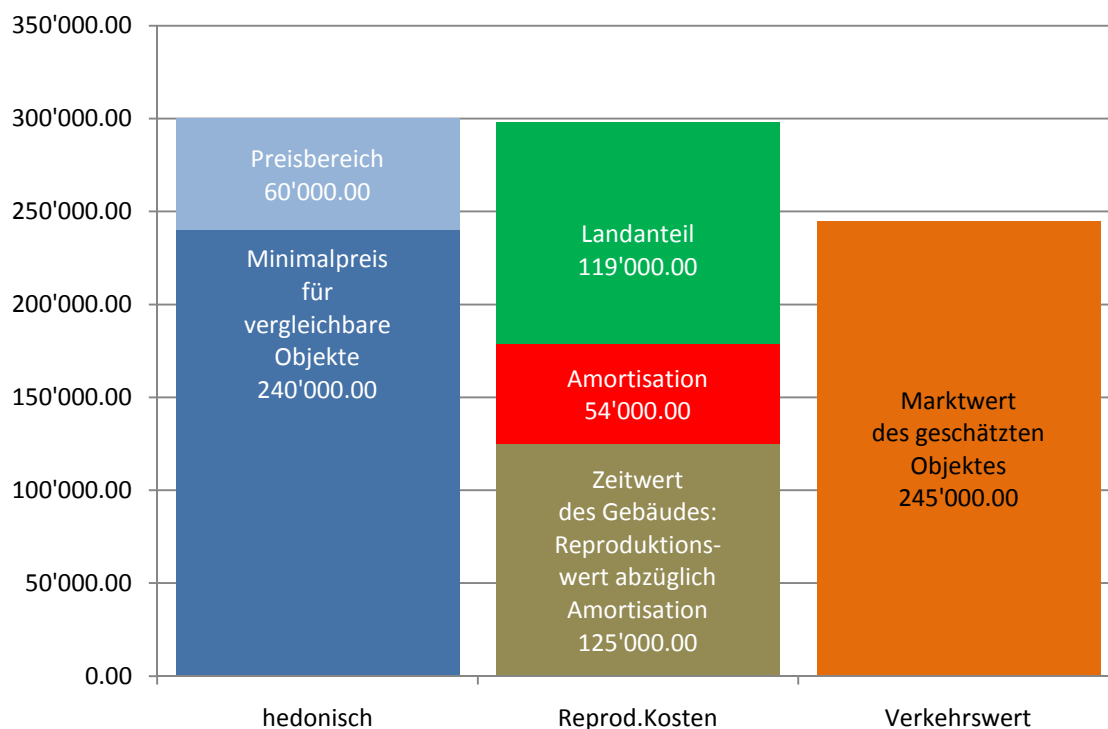 350'000.00
300'000.00
250'000.00
200'000.00
150'000.00
100'000.00
50'000.00
0.00
Preisbereich
60'000.00
Minimalpreis
für
vergleichbare
Objekte
240'000.00
Landanteil
119'000.00
Amortisation
54'000.00
Zeitwert
des Gebäudes:
Reproduktions-
wert abzüglich
Amortisation
125'000.00
Marktwert
des geschätzten
Objektes
245'000.00
hedonisch
Reprod.Kosten
Verkehrswert